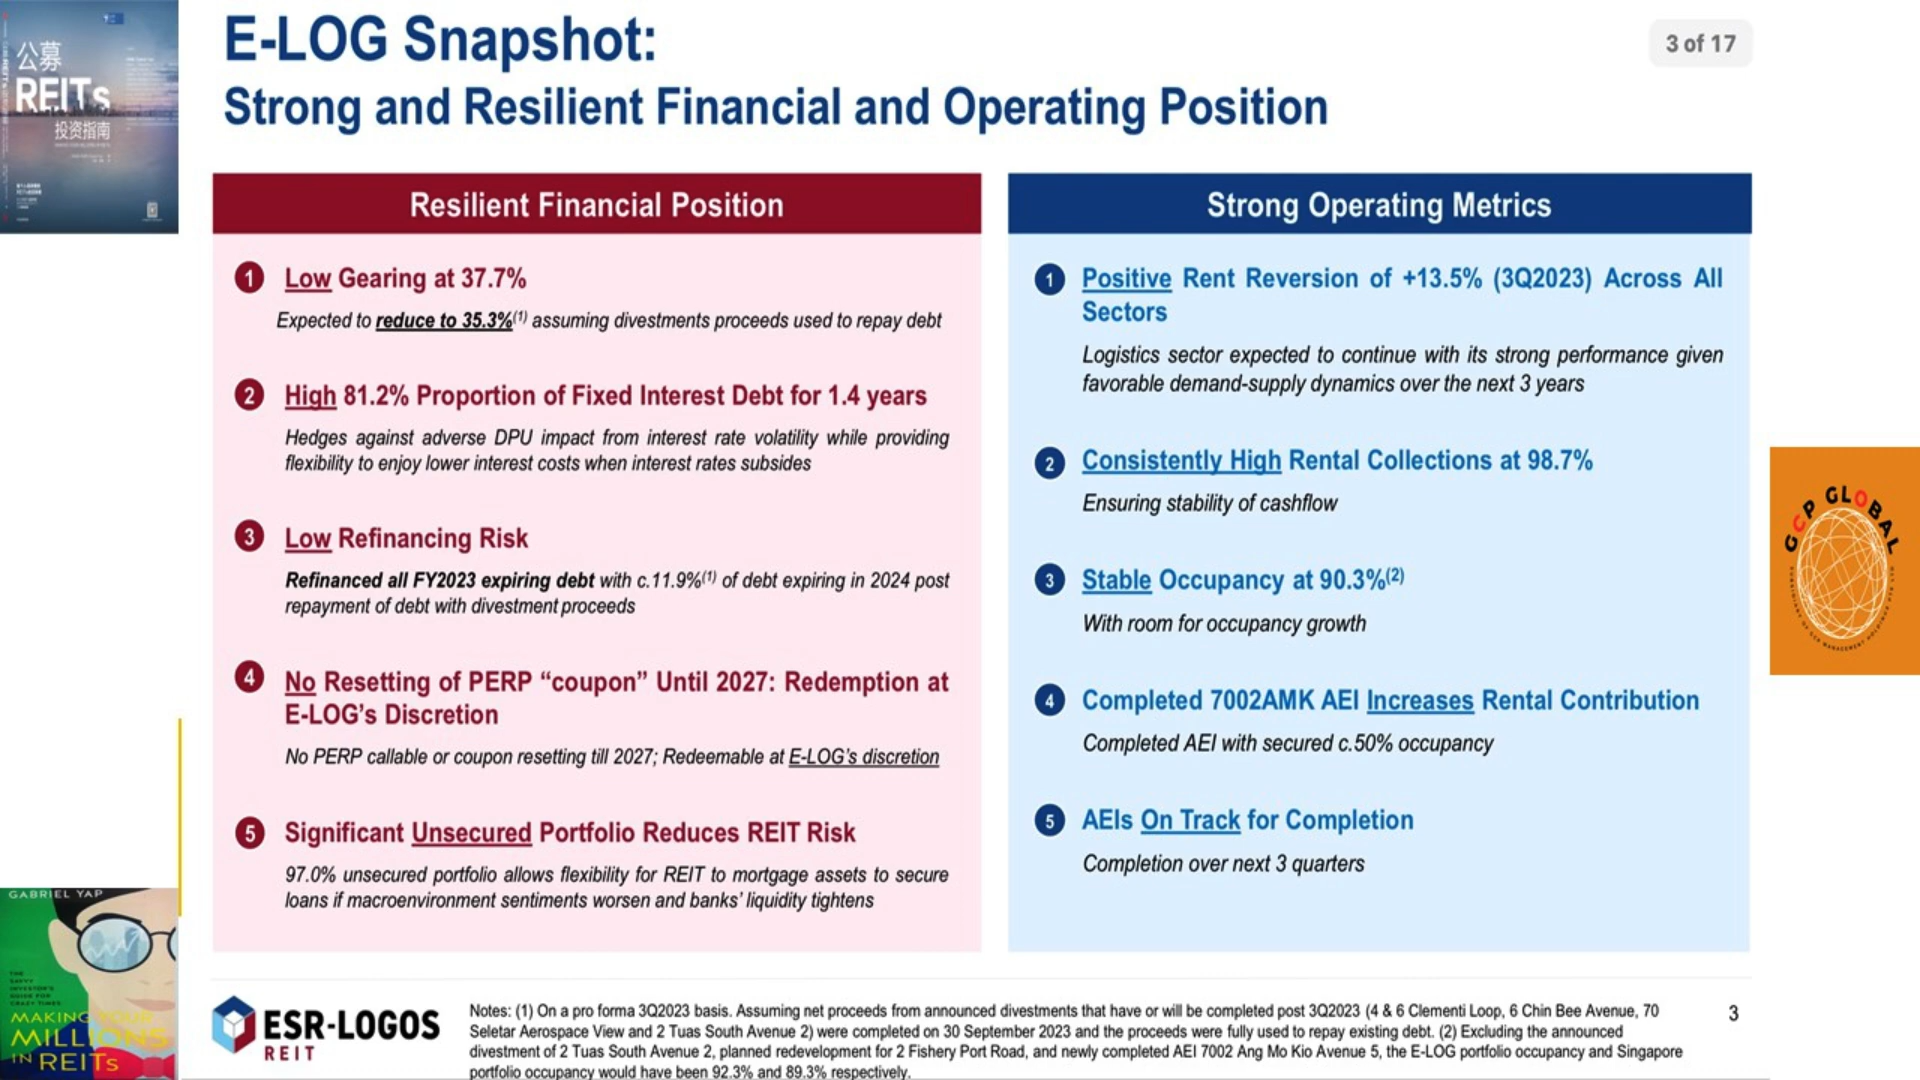 公募
REITs
投资指南
E-LOG Snapshot:
3 of 17
Strong and Resilient Financial and Operating Position
Resilient Financial Position
1 Low Gearing at 37.7%
Expected to reduce to 35.3%(1) assuming divestments proceeds used to repay debt
2 High 81.2% Proportion of Fixed Interest Debt for 1.4 years
Hedges against adverse DPU impact from interest rate volatility while providing
flexibility to enjoy lower interest costs when interest rates subsides
3 Low Refinancing Risk
Refinanced all FY2023 expiring debt with c.11.9%(1) of debt expiring in 2024 post
repayment of debt with divestment proceeds
4 No Resetting of PERP “coupon” Until 2027: Redemption at
E-LOG’s Discretion
No PERP callable or coupon resetting till 2027; Redeemable at E-LOG’s discretion
5 Significant Unsecured Portfolio Reduces REIT Risk
97.0% unsecured portfolio allows flexibility for REIT to mortgage assets to secure
loans if macroenvironment sentiments worsen and banks’ liquidity tightens
Strong Operating Metrics
1 Positive Rent Reversion of +13.5% (3Q2023) Across All
Sectors
Logistics sector expected to continue with its strong performance given
favorable demand-supply dynamics over the next 3 years
2 Consistently High Rental Collections at 98.7%
Ensuring stability of cashflow
3 Stable Occupancy at 90.3%(2)
With room for occupancy growth
4 Completed 7002AMK AEI Increases Rental Contribution
Completed AEI with secured c.50% occupancy
5 AEIs On Track for Completion
Completion over next 3 quarters
GCP GLOBAL
GABRIEL YAP
THE
SAVVY
INVESTOR'S
GUIDE FOR
CRAZY TIMES
MAKING YOUR
MILLIONS
IN REITs
ESR-LOGOS
REIT
Notes: (1) On a pro forma 3Q2023 basis. Assuming net proceeds from announced divestments that have or will be completed post 3Q2023 (4 & 6 Clementi Loop, 6 Chin Bee Avenue, 70
Seletar Aerospace View and 2 Tuas South Avenue 2) were completed on 30 September 2023 and the proceeds were fully used to repay existing debt. (2) Excluding the announced
divestment of 2 Tuas South Avenue 2, planned redevelopment for 2 Fishery Port Road, and newly completed AEI 7002 Ang Mo Kio Avenue 5, the E-LOG portfolio occupancy and Singapore
portfolio occupancy would have been 92.3% and 89.3% respectively.
3